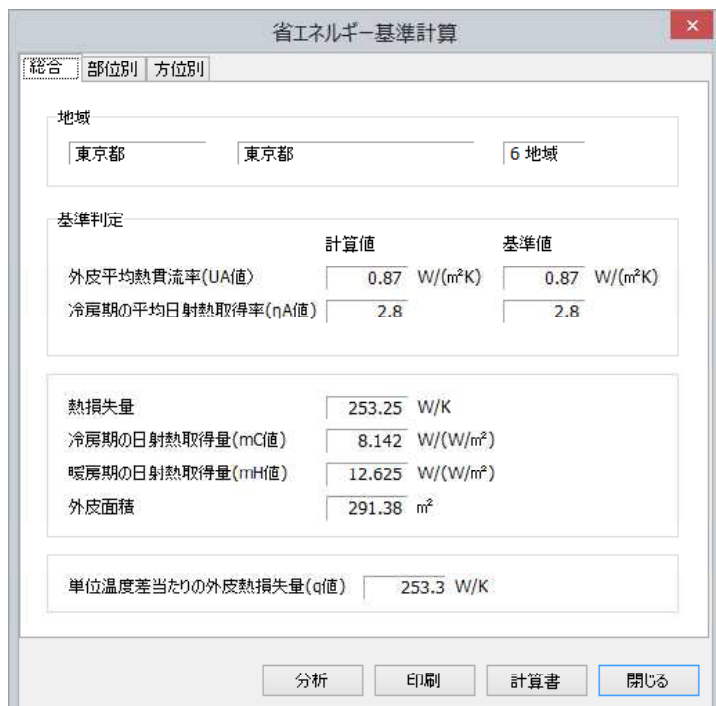 省エネルギー基準計算
総合 部位別 方位別
地域
東京都 東京都 6 地域
基準判定
計算値 基準値
外皮平均熱貫流率(UA値) 0.87 W/(m²K) 0.87 W/(m²K)
冷房期の平均日射熱取得率(ηA値) 2.8 2.8
熱損失量 253.25 W/K
冷房期の日射熱取得量(mC値) 8.142 W/(W/m²)
暖房期の日射熱取得量(mH値) 12.625 W/(W/m²)
外皮面積 291.38 m²
単位温度差当たりの外皮熱損失量(q値) 253.3 W/K
分析 印刷 計算書 閉じる